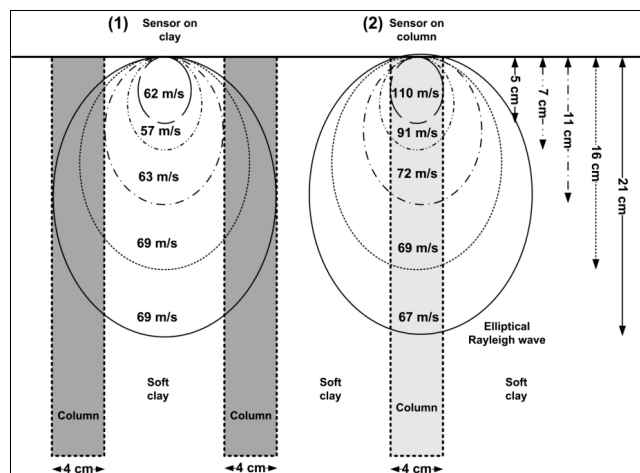 (1) Sensor on
clay
(2) Sensor on
column
62 m/s
57 m/s
63 m/s
69 m/s
69 m/s
110 m/s
91 m/s
72 m/s
69 m/s
67 m/s
5 cm
7 cm
11 cm
16 cm
21 cm
Elliptical
Rayleigh wave
Soft
clay
Soft
clay
Soft
clay
Column
Column
Column
4 cm
4 cm
4 cm